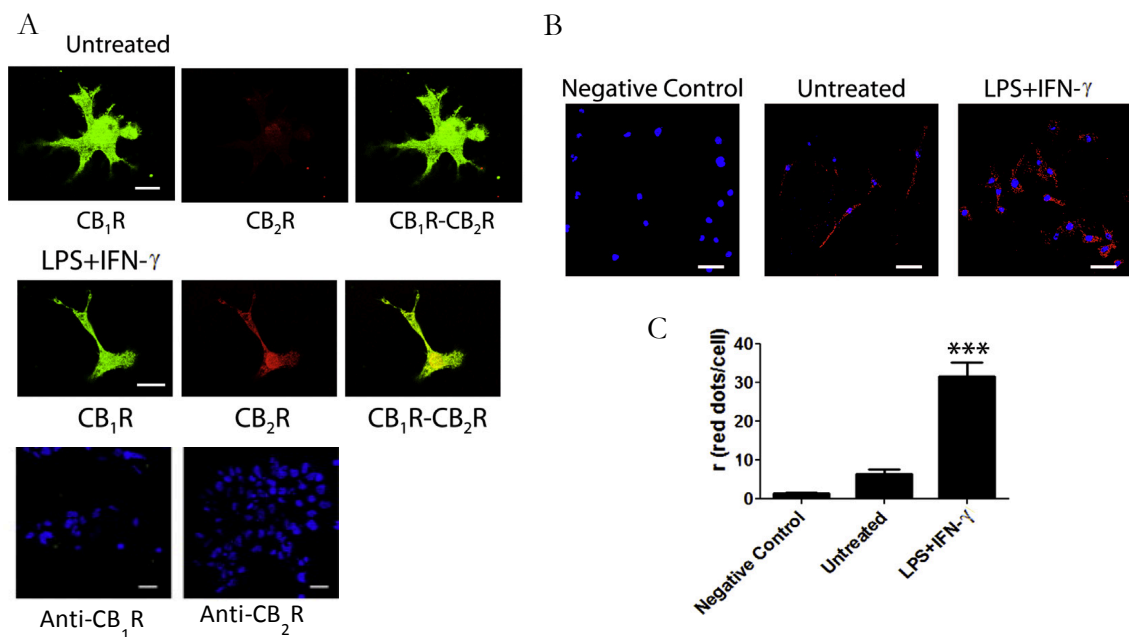 A
Untreated
CB₁R CB₂R CB₁R-CB₂R
LPS+IFN-γ
CB₁R CB₂R CB₁R-CB₂R
Anti-CB₁R Anti-CB₂R
B
Negative Control Untreated LPS+IFN-γ
C
r (red dots/cell)
40
30
20
10
0
***
Negative Control
Untreated
LPS+IFN-γ